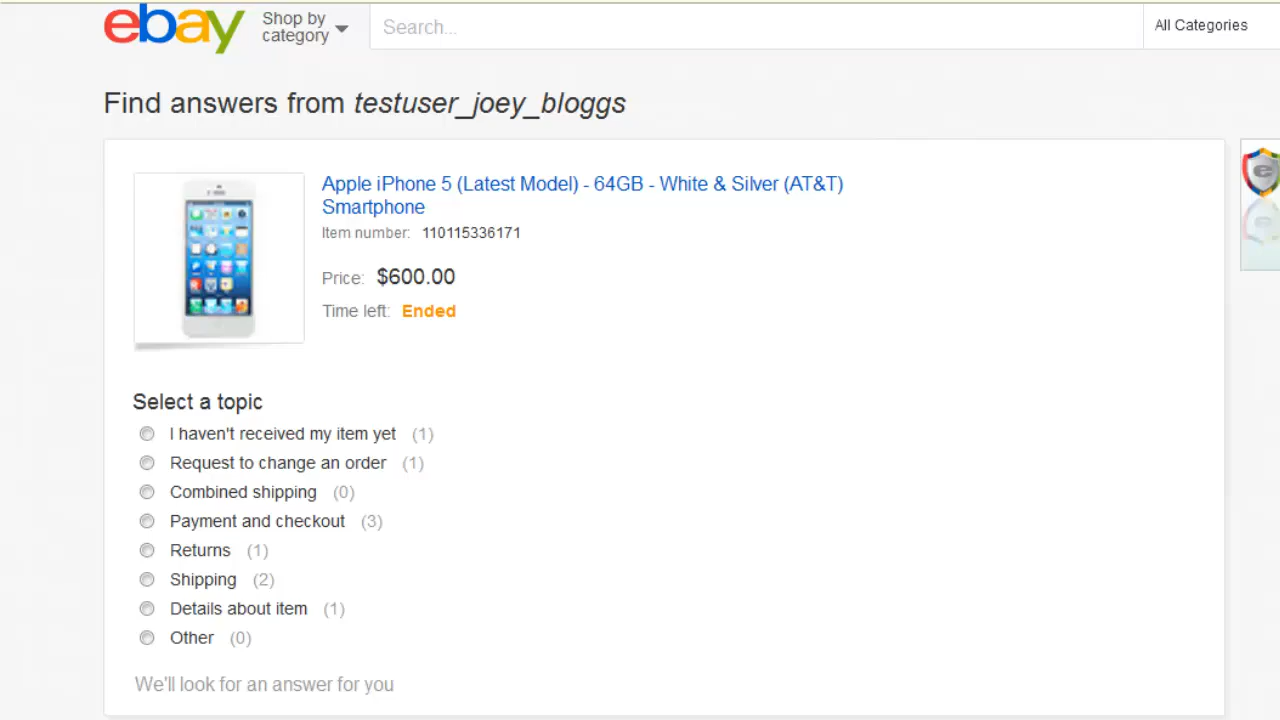 ebay
Shop by
category
Search...
All Categories
Find answers from testuser_joey_bloggs
Apple iPhone 5 (Latest Model) - 64GB - White & Silver (AT&T)
Smartphone
Item number: 110115336171
Price: $600.00
Time left: Ended
Select a topic
I haven't received my item yet (1)
Request to change an order (1)
Combined shipping (0)
Payment and checkout (3)
Returns (1)
Shipping (2)
Details about item (1)
Other (0)
We'll look for an answer for you